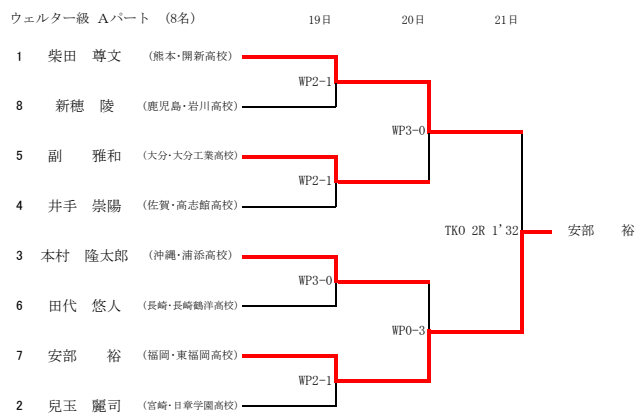 ウェルター級 Aパート (8名) 19日 20日 21日
1 柴田 尊文 (熊本・開新高校)
WP2-1
8 新穂 陵 (鹿児島・岩川高校)
WP3-0
5 副 雅和 (大分・大分工業高校)
WP2-1
4 井手 崇陽 (佐賀・高志館高校)
TKO 2R 1'32 安部 裕
3 本村 隆太郎 (沖縄・浦添高校)
WP3-0
6 田代 悠人 (長崎・長崎鶴洋高校)
WP0-3
7 安部 裕 (福岡・東福岡高校)
WP2-1
2 兒玉 麗司 (宮崎・日章学園高校)